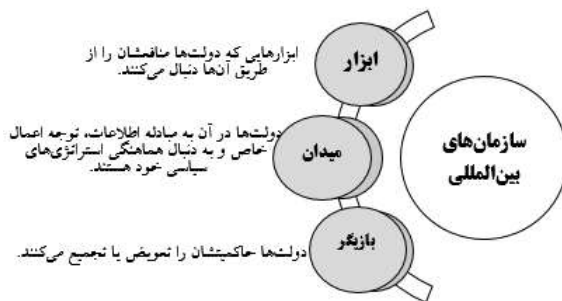 سازمان‌های
بین‌المللی
ابزار
ابزارهایی که دولت‌ها منافعشان را از
طریق آن‌ها دنبال می‌کنند.
میدان
دولت‌ها در آن به مبادله اطلاعات، توجه اعمال
خاص و به دنبال هماهنگی استراتژی‌های
سیاسی خود هستند.
بازیگر
دولت‌ها حاکمیتشان را تعویض یا تجمیع می‌کنند.